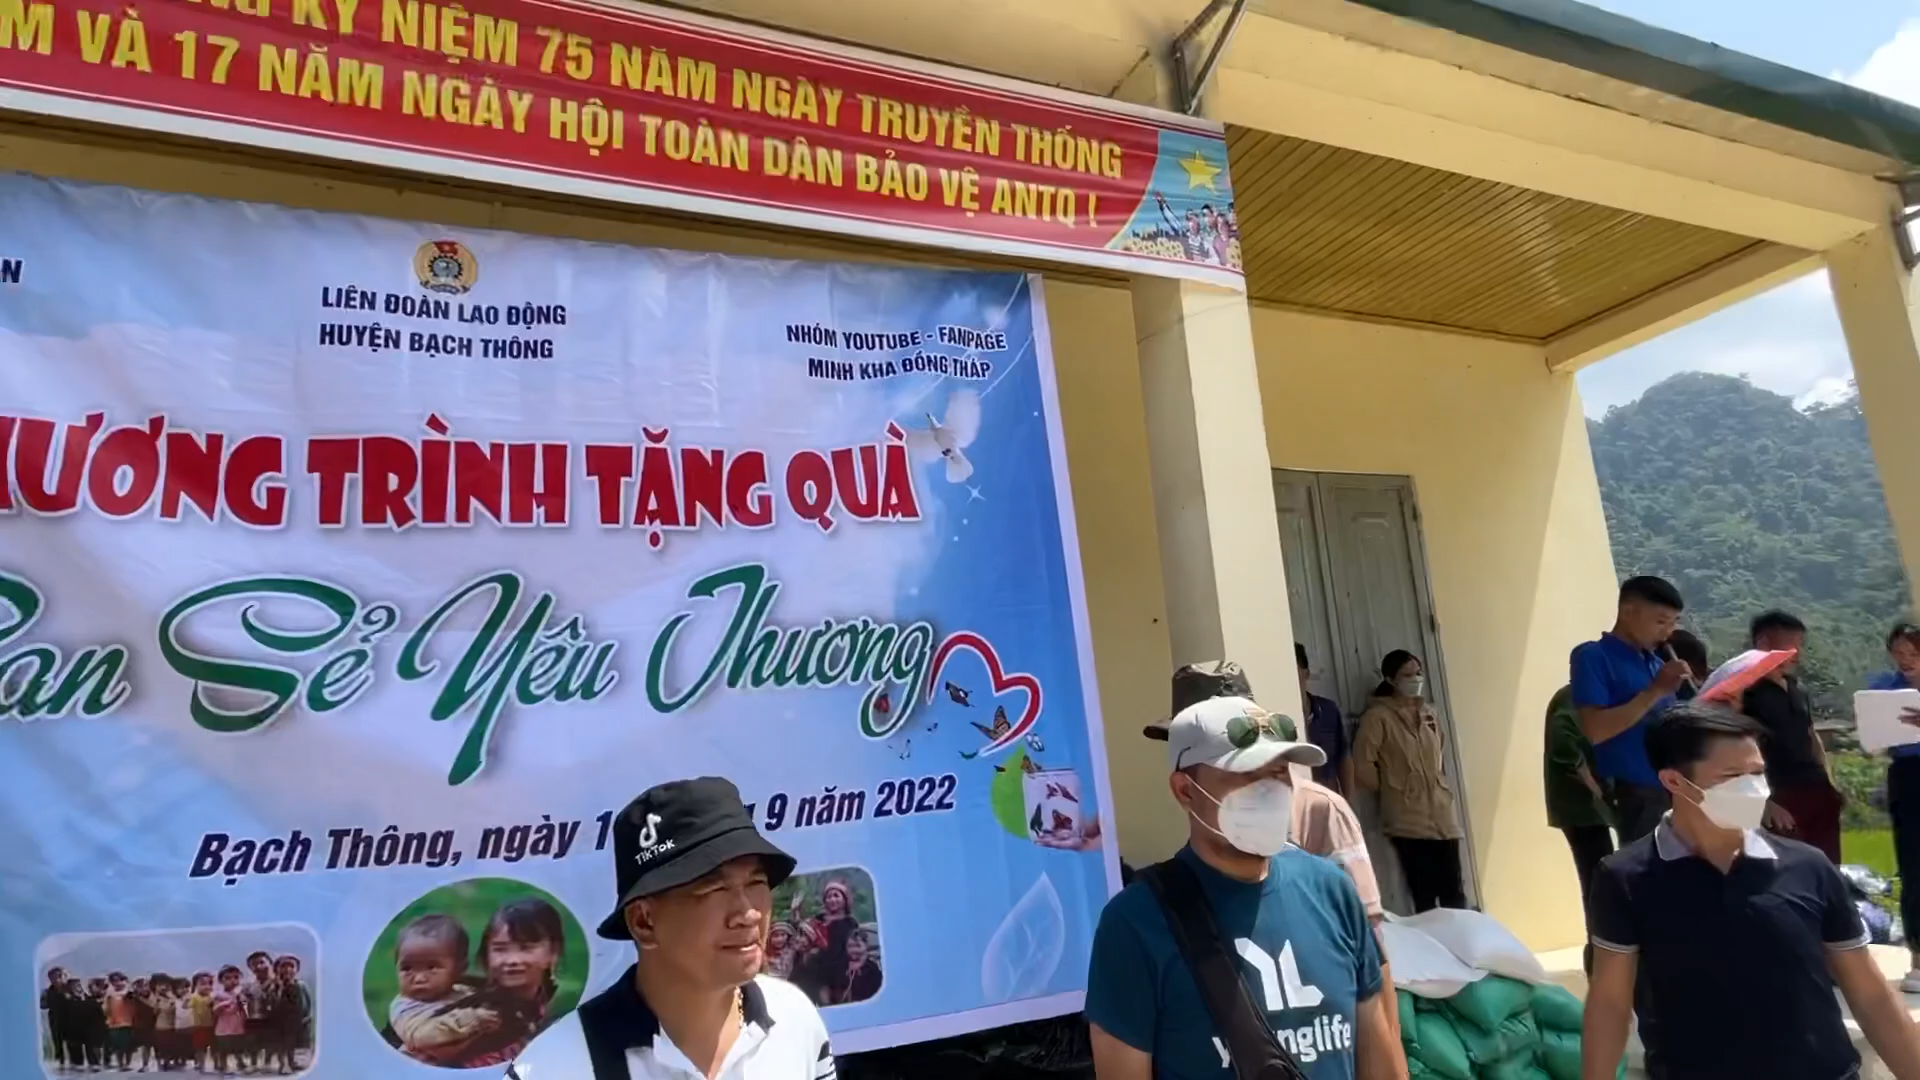 KỶ NIỆM 75 NĂM NGÀY TRUYỀN THỐNG
M VÀ 17 NĂM NGÀY HỘI TOÀN DÂN BẢO VỆ ANTQ !
LIÊN ĐOÀN LAO ĐỘNG
HUYỆN BẠCH THÔNG
NHÓM YOUTUBE - FANPAGE
MINH KHA ĐỒNG THÁP
ƯƠNG TRÌNH TẶNG QUÀ
an Sẻ Yêu Thương
Bạch Thông, ngày 1 9 năm 2022
TikTok
YL